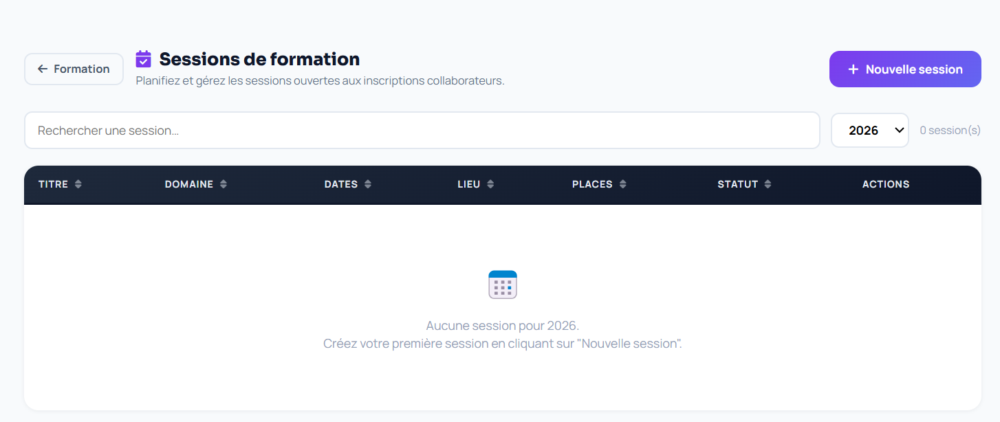 Formation
Sessions de formation
Planifiez et gérez les sessions ouvertes aux inscriptions collaborateurs.
+ Nouvelle session
Rechercher une session...
2026
0 session(s)
TITRE DOMAINE DATES LIEU PLACES STATUT ACTIONS
Aucune session pour 2026.
Créez votre première session en cliquant sur "Nouvelle session".